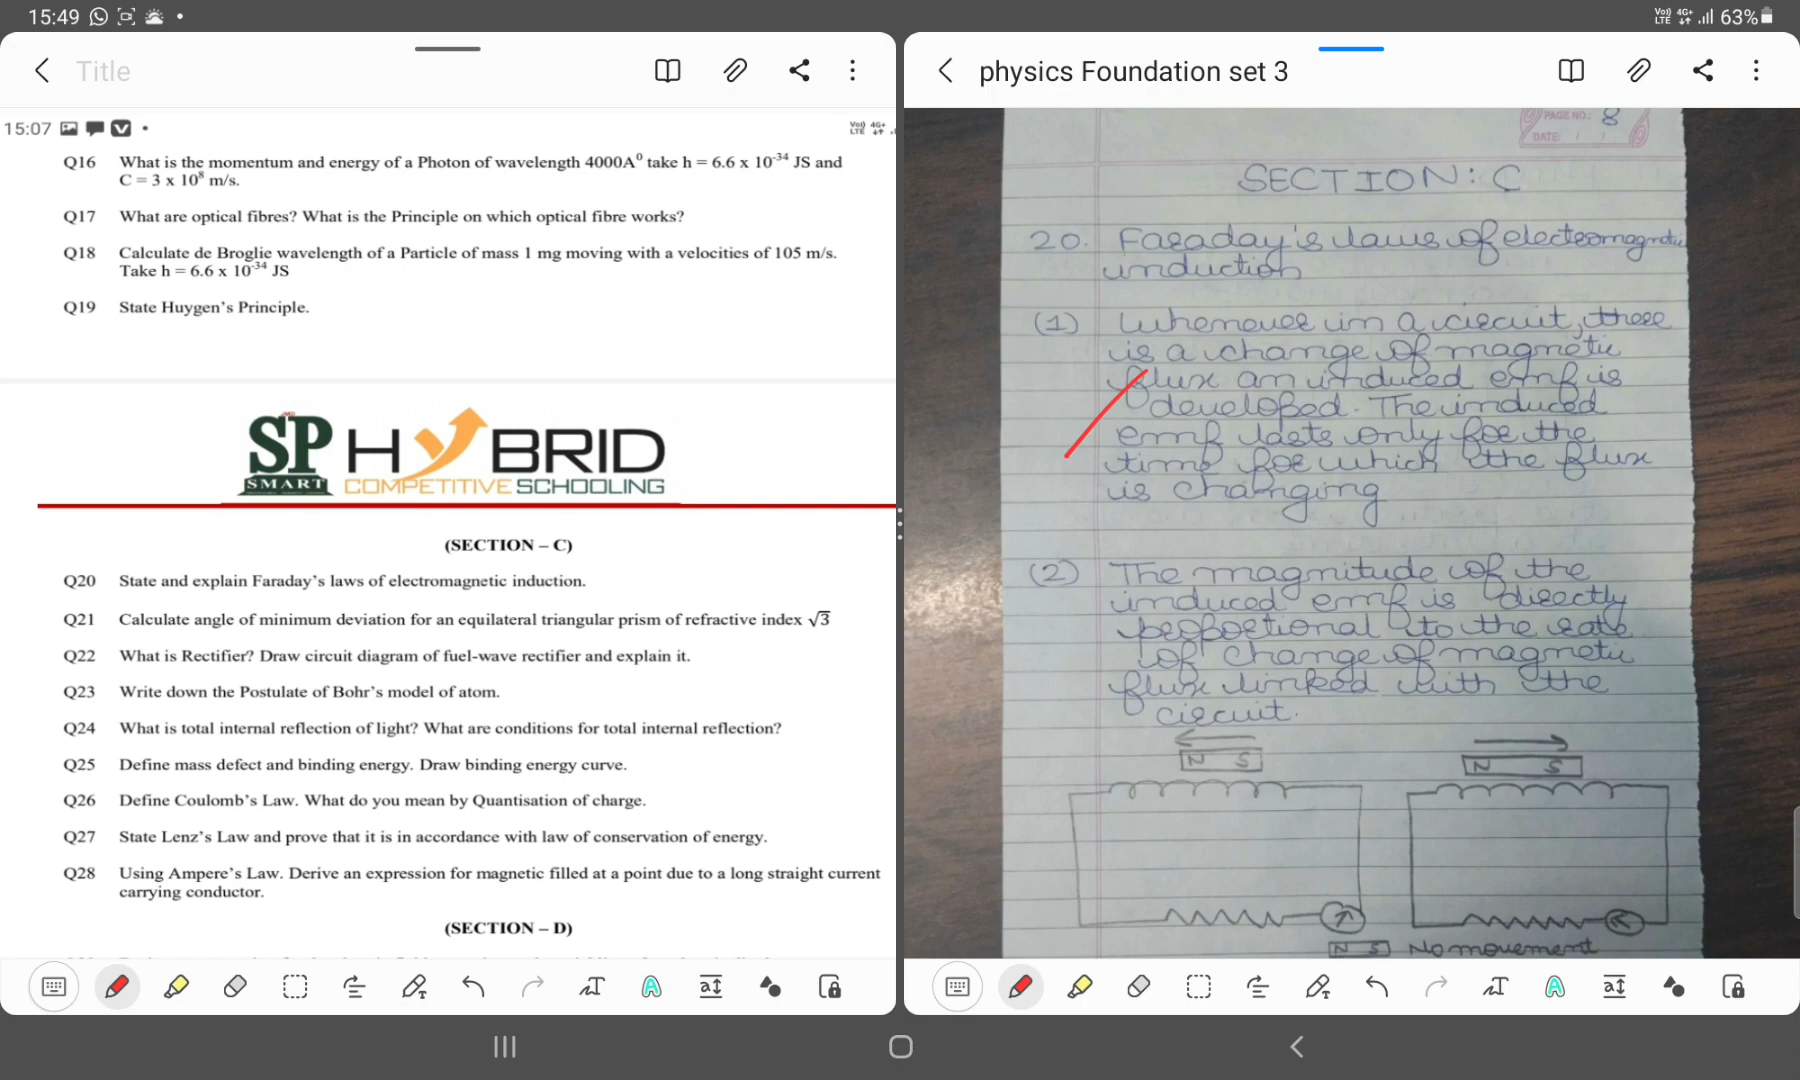 15:49
Vo)) LTE 4G+ 63%
Title
15:07
Vo)) LTE 4G+
Q16 What is the momentum and energy of a Photon of wavelength 4000A⁰ take h = 6.6 x 10⁻³⁴ JS and
C = 3 x 10⁸ m/s.
Q17 What are optical fibres? What is the Principle on which optical fibre works?
Q18 Calculate de Broglie wavelength of a Particle of mass 1 mg moving with a velocities of 105 m/s.
Take h = 6.6 x 10⁻³⁴ JS
Q19 State Huygen's Principle.
SP HYBRID
SMART COMPETITIVE SCHOOLING
(SECTION – C)
Q20 State and explain Faraday's laws of electromagnetic induction.
Q21 Calculate angle of minimum deviation for an equilateral triangular prism of refractive index √3
Q22 What is Rectifier? Draw circuit diagram of fuel-wave rectifier and explain it.
Q23 Write down the Postulate of Bohr's model of atom.
Q24 What is total internal reflection of light? What are conditions for total internal reflection?
Q25 Define mass defect and binding energy. Draw binding energy curve.
Q26 Define Coulomb's Law. What do you mean by Quantisation of charge.
Q27 State Lenz's Law and prove that it is in accordance with law of conservation of energy.
Q28 Using Ampere's Law. Derive an expression for magnetic filled at a point due to a long straight current
carrying conductor.
(SECTION – D)
physics Foundation set 3
PAGE NO.: 8
DATE: / /
SECTION: C
20. Faraday's laws of electromagnetic
induction
(1) Whenever in a circuit, there
is a change of magnetic
flux an induced emf is
developed. The induced
emf lasts only for the
time for which the flux
is changing
(2) The magnitude of the
induced emf is directly
proportional to the rate
of change of magnetic
flux linked with the
circuit.
N S N S
N S No movement